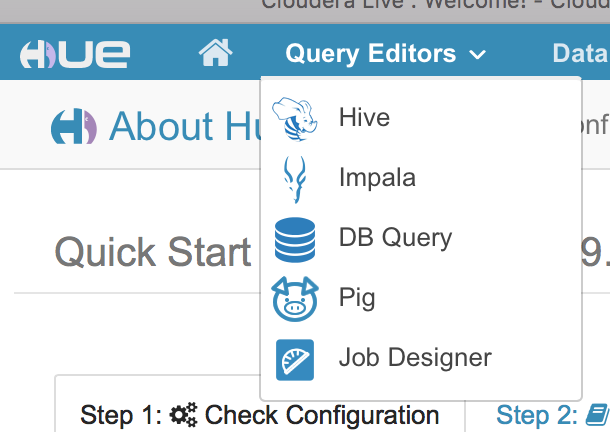 Cloudera Live : Welcome! - Cloud
HUE
Query Editors
Data
About Hu
onf
Hive
Impala
DB Query
Pig
Job Designer
Quick Start
9.
Step 1: Check Configuration
Step 2: